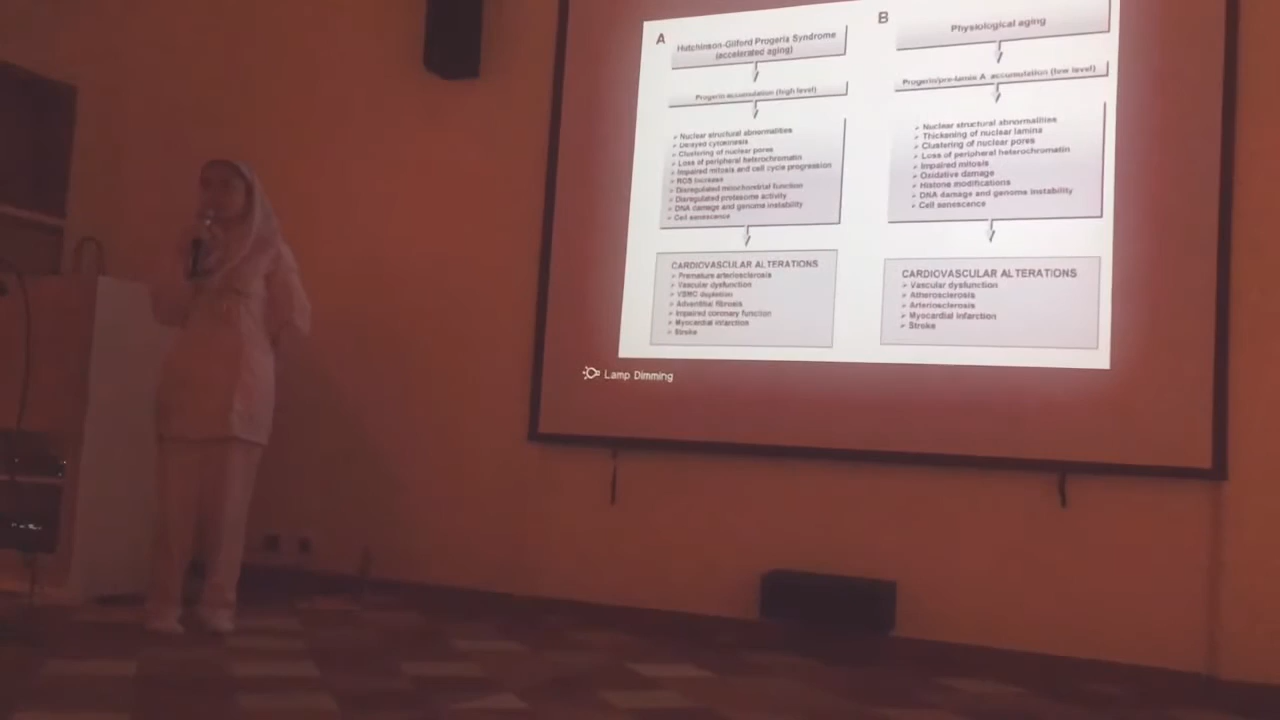 A
Hutchinson-Gilford Progeria Syndrome
(accelerated aging)
Progerin accumulation (high level)
➢ Nuclear structural abnormalities
➢ Delayed cytokinesis
➢ Clustering of nuclear pores
➢ Loss of peripheral heterochromatin
➢ Impaired mitosis and cell cycle progression
➢ ROS increase
➢ Disregulated mitochondrial function
➢ Disregulated proteasome activity
➢ DNA damage and genome instability
➢ Cell senescence
CARDIOVASCULAR ALTERATIONS
➢ Premature arteriosclerosis
➢ Vascular dysfunction
➢ VSMC depletion
➢ Adventitial fibrosis
➢ Impaired coronary function
➢ Myocardial infarction
➢ Stroke
B
Physiological aging
Progerin/pre-lamin A accumulation (low level)
➢ Nuclear structural abnormalities
➢ Thickening of nuclear lamina
➢ Clustering of nuclear pores
➢ Loss of peripheral heterochromatin
➢ Impaired mitosis
➢ Oxidative damage
➢ Histone modifications
➢ DNA damage and genome instability
➢ Cell senescence
CARDIOVASCULAR ALTERATIONS
➢ Vascular dysfunction
➢ Atherosclerosis
➢ Arteriosclerosis
➢ Myocardial infarction
➢ Stroke
Lamp Dimming